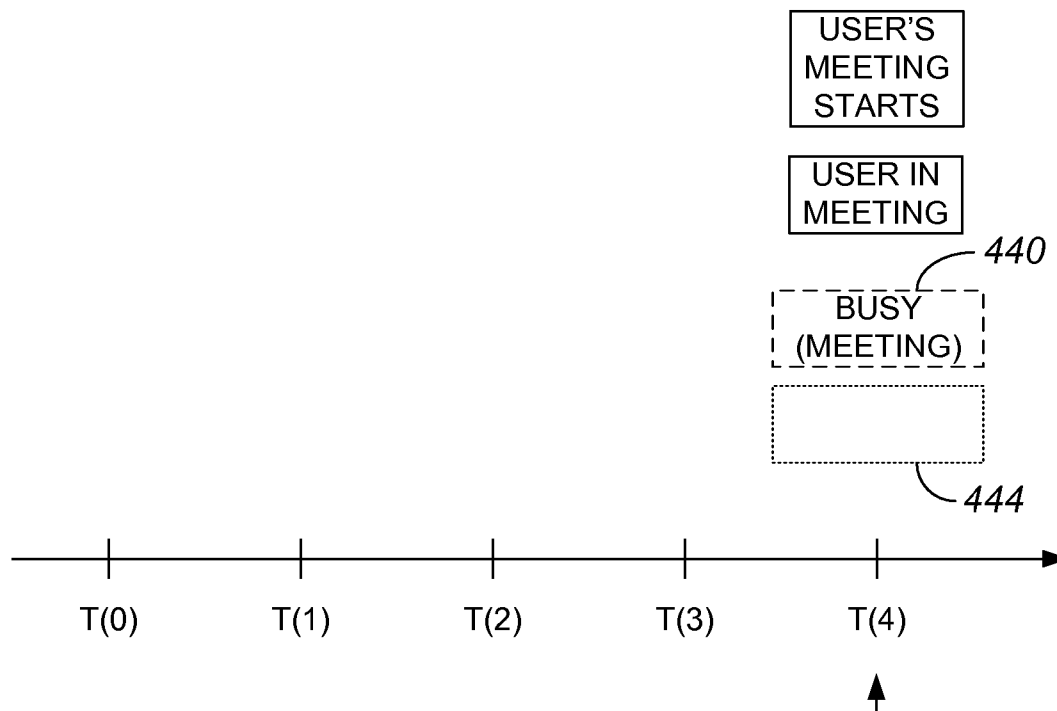 USER'S
MEETING
STARTS
USER IN
MEETING
440
BUSY
(MEETING)
444
T(0) T(1) T(2) T(3) T(4)